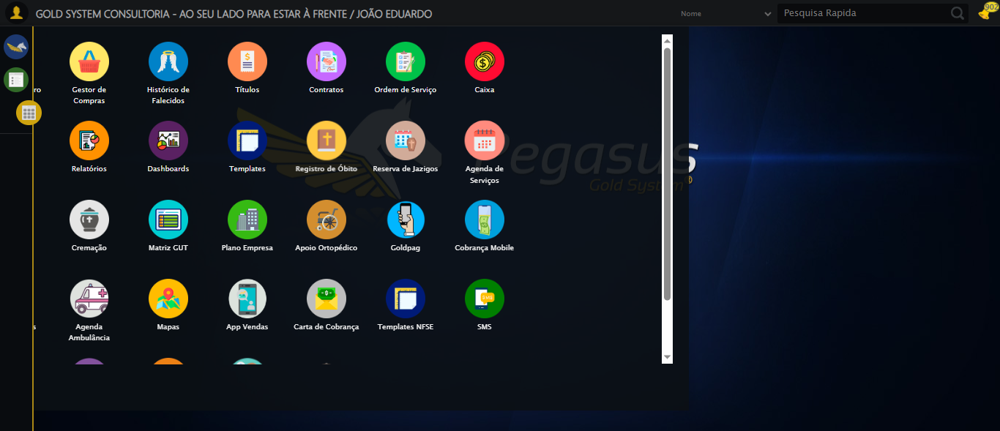 GOLD SYSTEM CONSULTORIA - AO SEU LADO PARA ESTAR À FRENTE / JOÃO EDUARDO
Nome
Pesquisa Rapida
902
ro
Gestor de
Compras
Histórico de
Falecidos
Títulos
Contratos
Ordem de Serviço
Caixa
Relatórios
Dashboards
Templates
Registro de Óbito
Reserva de Jazigos
Agenda de
Serviços
Pegasus
Gold System®
Cremação
Matriz GUT
Plano Empresa
Apoio Ortopédico
Goldpag
Cobrança Mobile
s
Agenda
Ambulância
Mapas
App Vendas
Carta de Cobrança
Templates NFSE
SMS
SMS